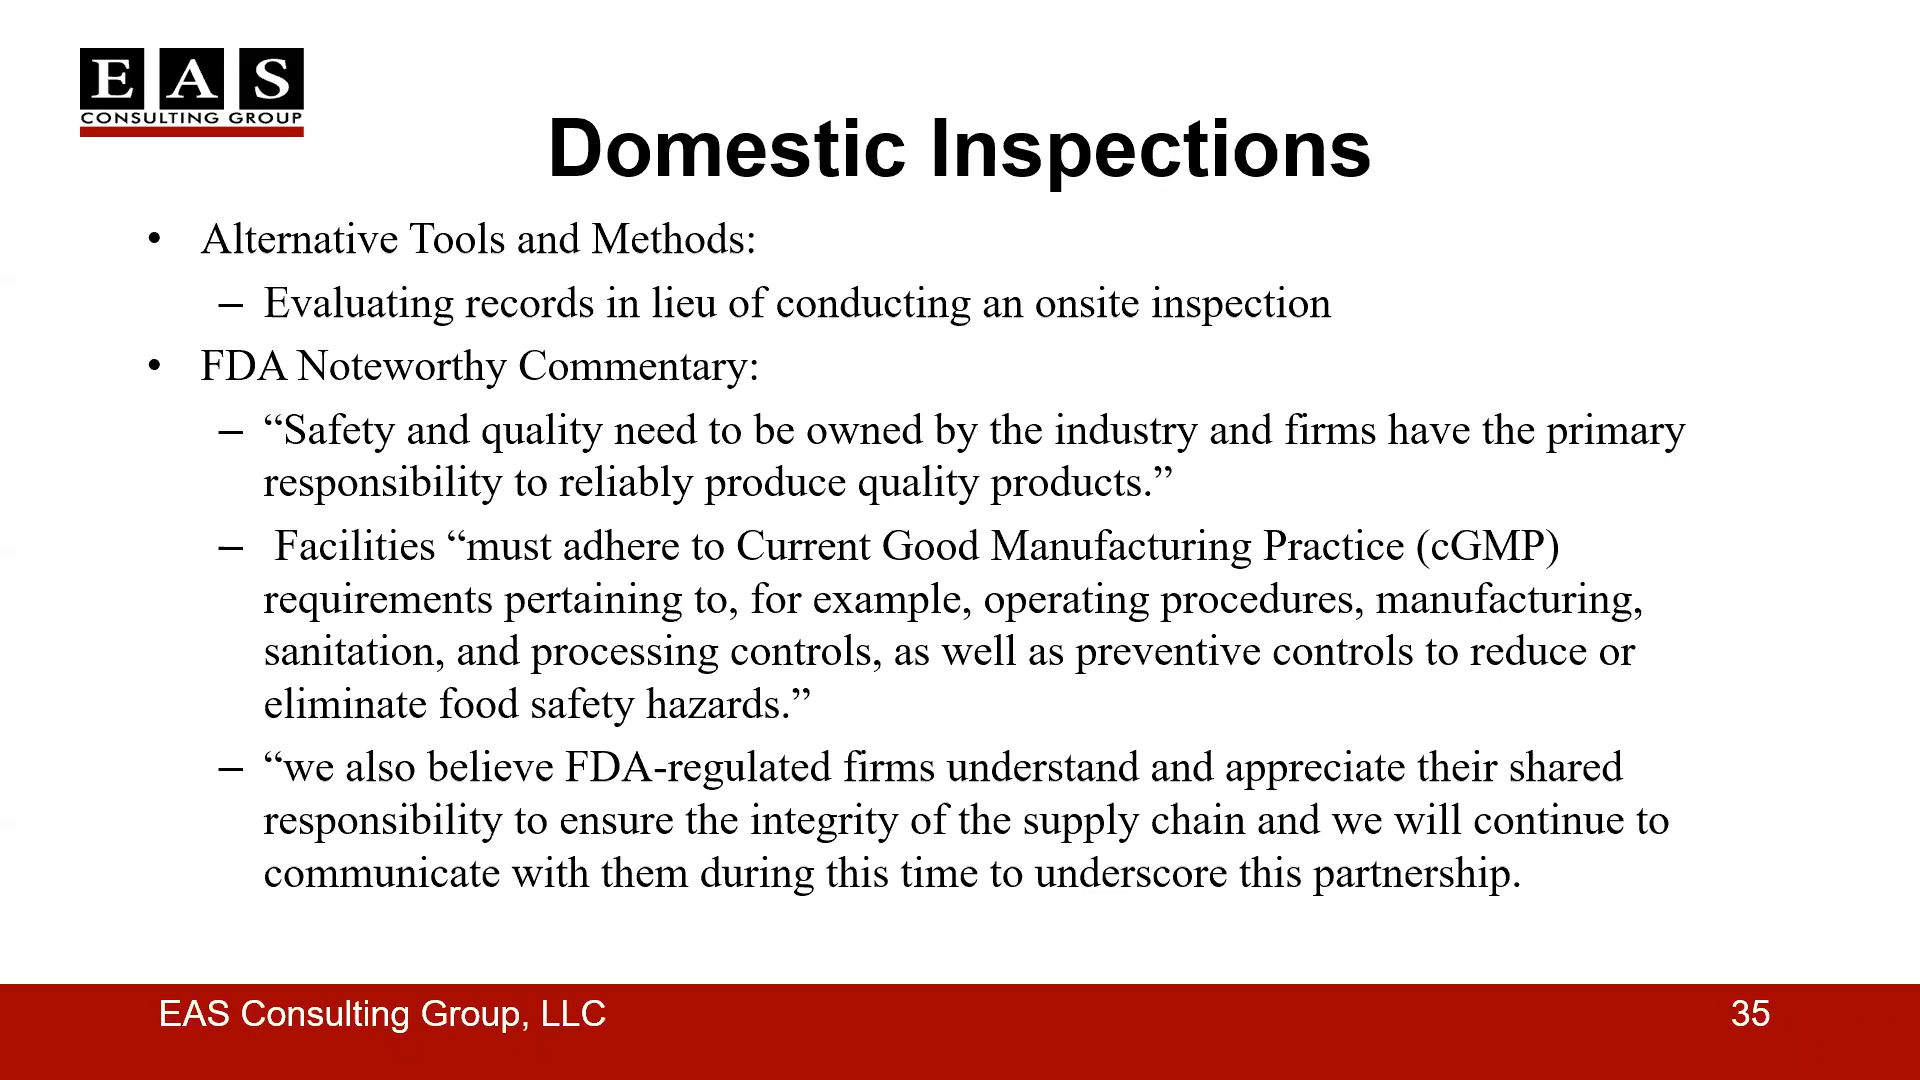 EAS
CONSULTING GROUP
Domestic Inspections
• Alternative Tools and Methods:
– Evaluating records in lieu of conducting an onsite inspection
• FDA Noteworthy Commentary:
– “Safety and quality need to be owned by the industry and firms have the primary
responsibility to reliably produce quality products.”
– Facilities “must adhere to Current Good Manufacturing Practice (cGMP)
requirements pertaining to, for example, operating procedures, manufacturing,
sanitation, and processing controls, as well as preventive controls to reduce or
eliminate food safety hazards.”
– “we also believe FDA-regulated firms understand and appreciate their shared
responsibility to ensure the integrity of the supply chain and we will continue to
communicate with them during this time to underscore this partnership.
EAS Consulting Group, LLC
35